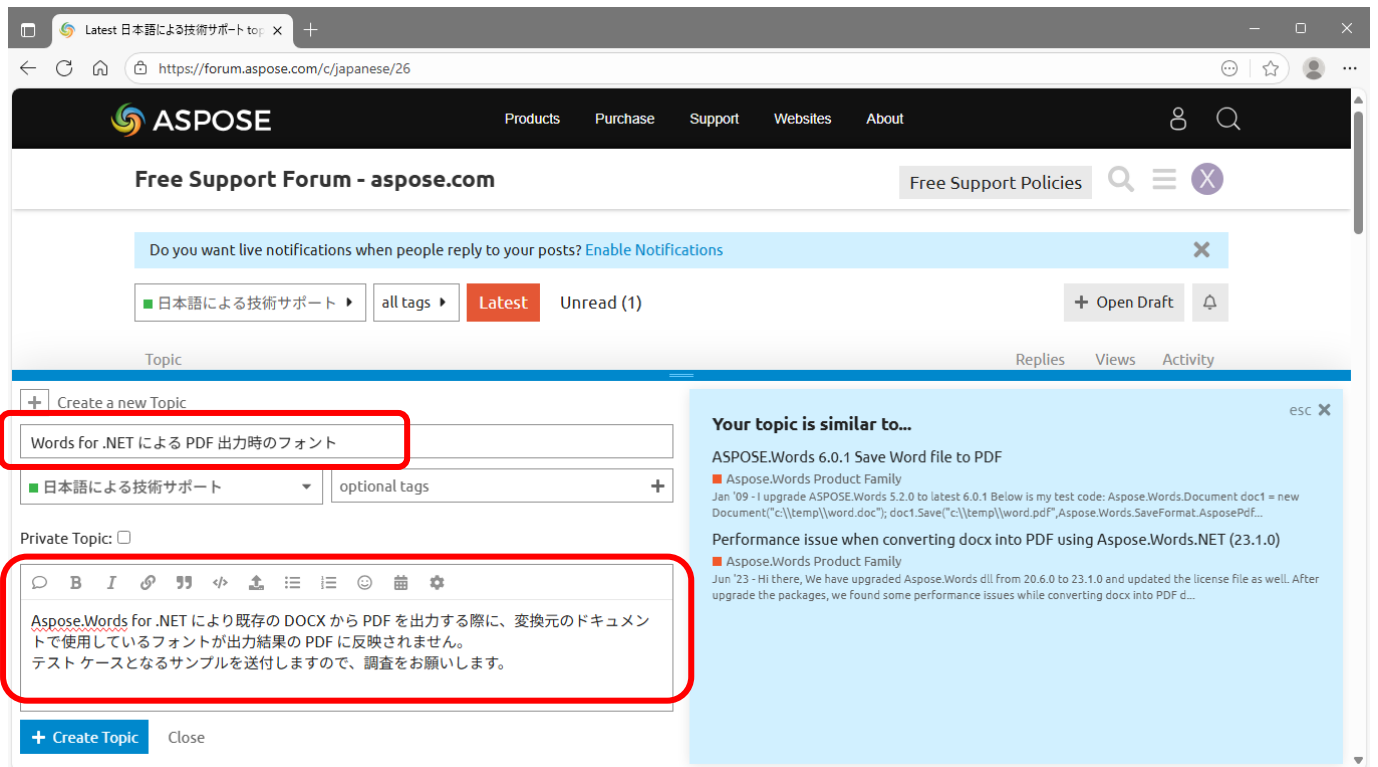 Latest 日本語による技術サポート top
https://forum.aspose.com/c/japanese/26
ASPOSE
Products Purchase Support Websites About
Free Support Forum - aspose.com
Free Support Policies
X
Do you want live notifications when people reply to your posts? Enable Notifications
日本語による技術サポート
all tags
Latest
Unread (1)
+ Open Draft
Topic Replies Views Activity
+ Create a new Topic
Words for .NET による PDF 出力時のフォント
日本語による技術サポート
optional tags +
Private Topic:
Aspose.Words for .NET により既存の DOCX から PDF を出力する際に、変換元のドキュメン
トで使用しているフォントが出力結果の PDF に反映されません。
テスト ケースとなるサンプルを送付しますので、調査をお願いします。
+ Create Topic
Close
esc
Your topic is similar to...
ASPOSE.Words 6.0.1 Save Word file to PDF
Aspose.Words Product Family
Jan '09 - I upgrade ASPOSE.Words 5.2.0 to latest 6.0.1 Below is my test code: Aspose.Words.Document doc1 = new
Document("c:\\temp\\word.doc"); doc1.Save("c:\\temp\\word.pdf",Aspose.Words.SaveFormat.AsposePdf...
Performance issue when converting docx into PDF using Aspose.Words.NET (23.1.0)
Aspose.Words Product Family
Jun '23 - Hi there, We have upgraded Aspose.Words dll from 20.6.0 to 23.1.0 and updated the license file as well. After
upgrade the packages, we found some performance issues while converting docx into PDF d...